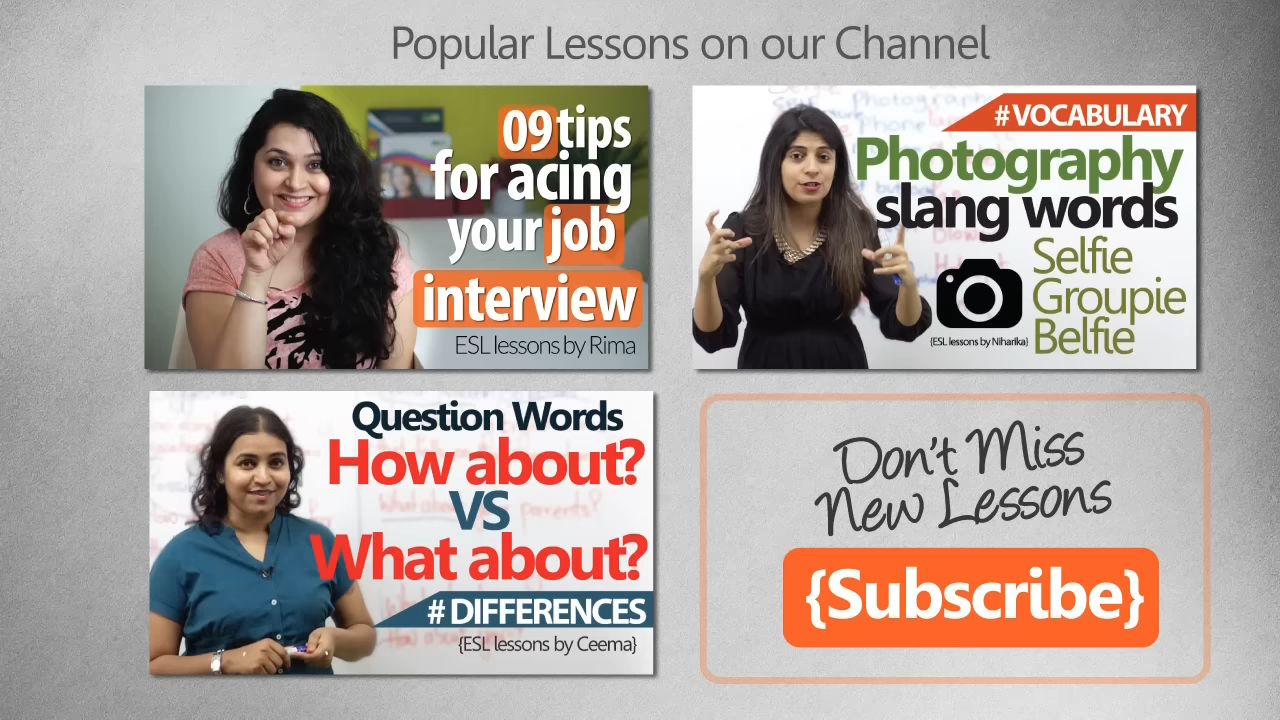 Popular Lessons on our Channel
09 tips
for acing
your job
interview
ESL lessons by Rima
# VOCABULARY
Photography
slang words
Selfie
Groupie
Belfie
{ESL lessons by Niharika}
Question Words
How about?
VS
What about?
# DIFFERENCES
{ESL lessons by Ceema}
Don't Miss
New Lessons
{Subscribe}